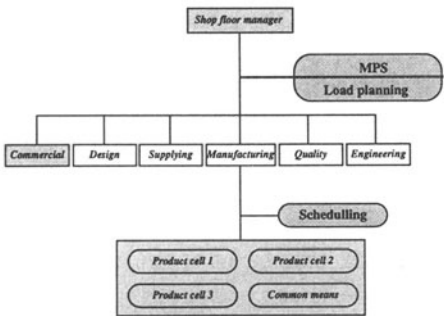 Shop floor manager
MPS
Load planning
Commercial Design Supplying Manufacturing Quality Engineering
Schedulling
Product cell 1 Product cell 2
Product cell 3 Common means